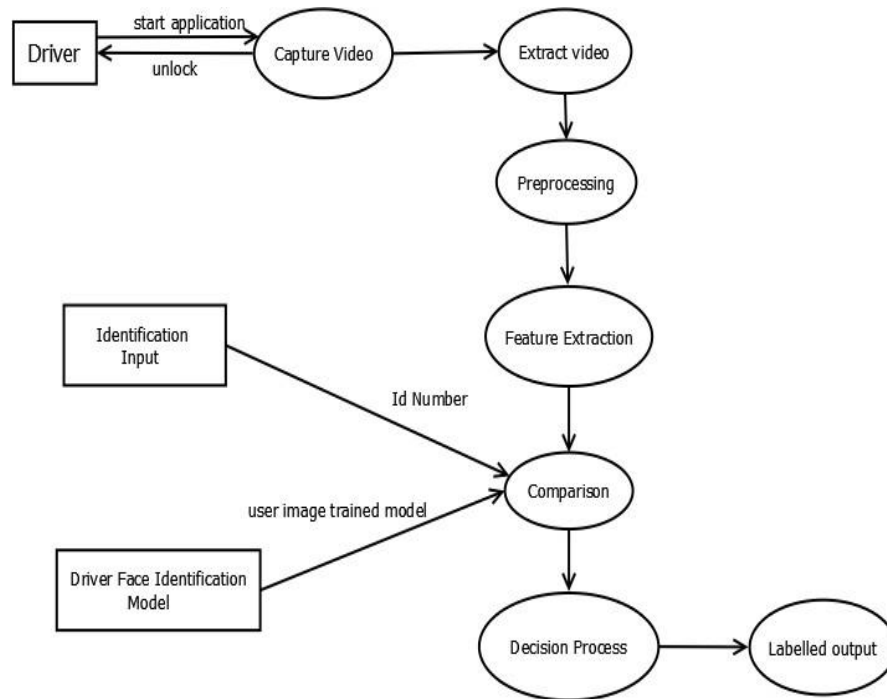 start application
Driver
unlock
Capture Video
Extract video
Preprocessing
Identification
Input
Feature Extraction
Id Number
Comparison
user image trained model
Driver Face Identification
Model
Decision Process
Labelled output